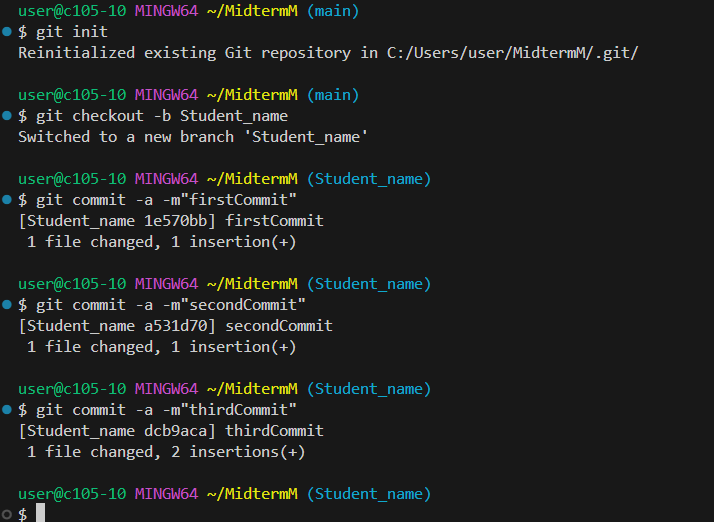 user@c105-10 MINGW64 ~/MidtermM (main)
$ git init
Reinitialized existing Git repository in C:/Users/user/MidtermM/.git/
user@c105-10 MINGW64 ~/MidtermM (main)
$ git checkout -b Student_name
Switched to a new branch 'Student_name'
user@c105-10 MINGW64 ~/MidtermM (Student_name)
$ git commit -a -m"firstCommit"
[Student_name 1e570bb] firstCommit
1 file changed, 1 insertion(+)
user@c105-10 MINGW64 ~/MidtermM (Student_name)
$ git commit -a -m"secondCommit"
[Student_name a531d70] secondCommit
1 file changed, 1 insertion(+)
user@c105-10 MINGW64 ~/MidtermM (Student_name)
$ git commit -a -m"thirdCommit"
[Student_name dcb9aca] thirdCommit
1 file changed, 2 insertions(+)
user@c105-10 MINGW64 ~/MidtermM (Student_name)
$